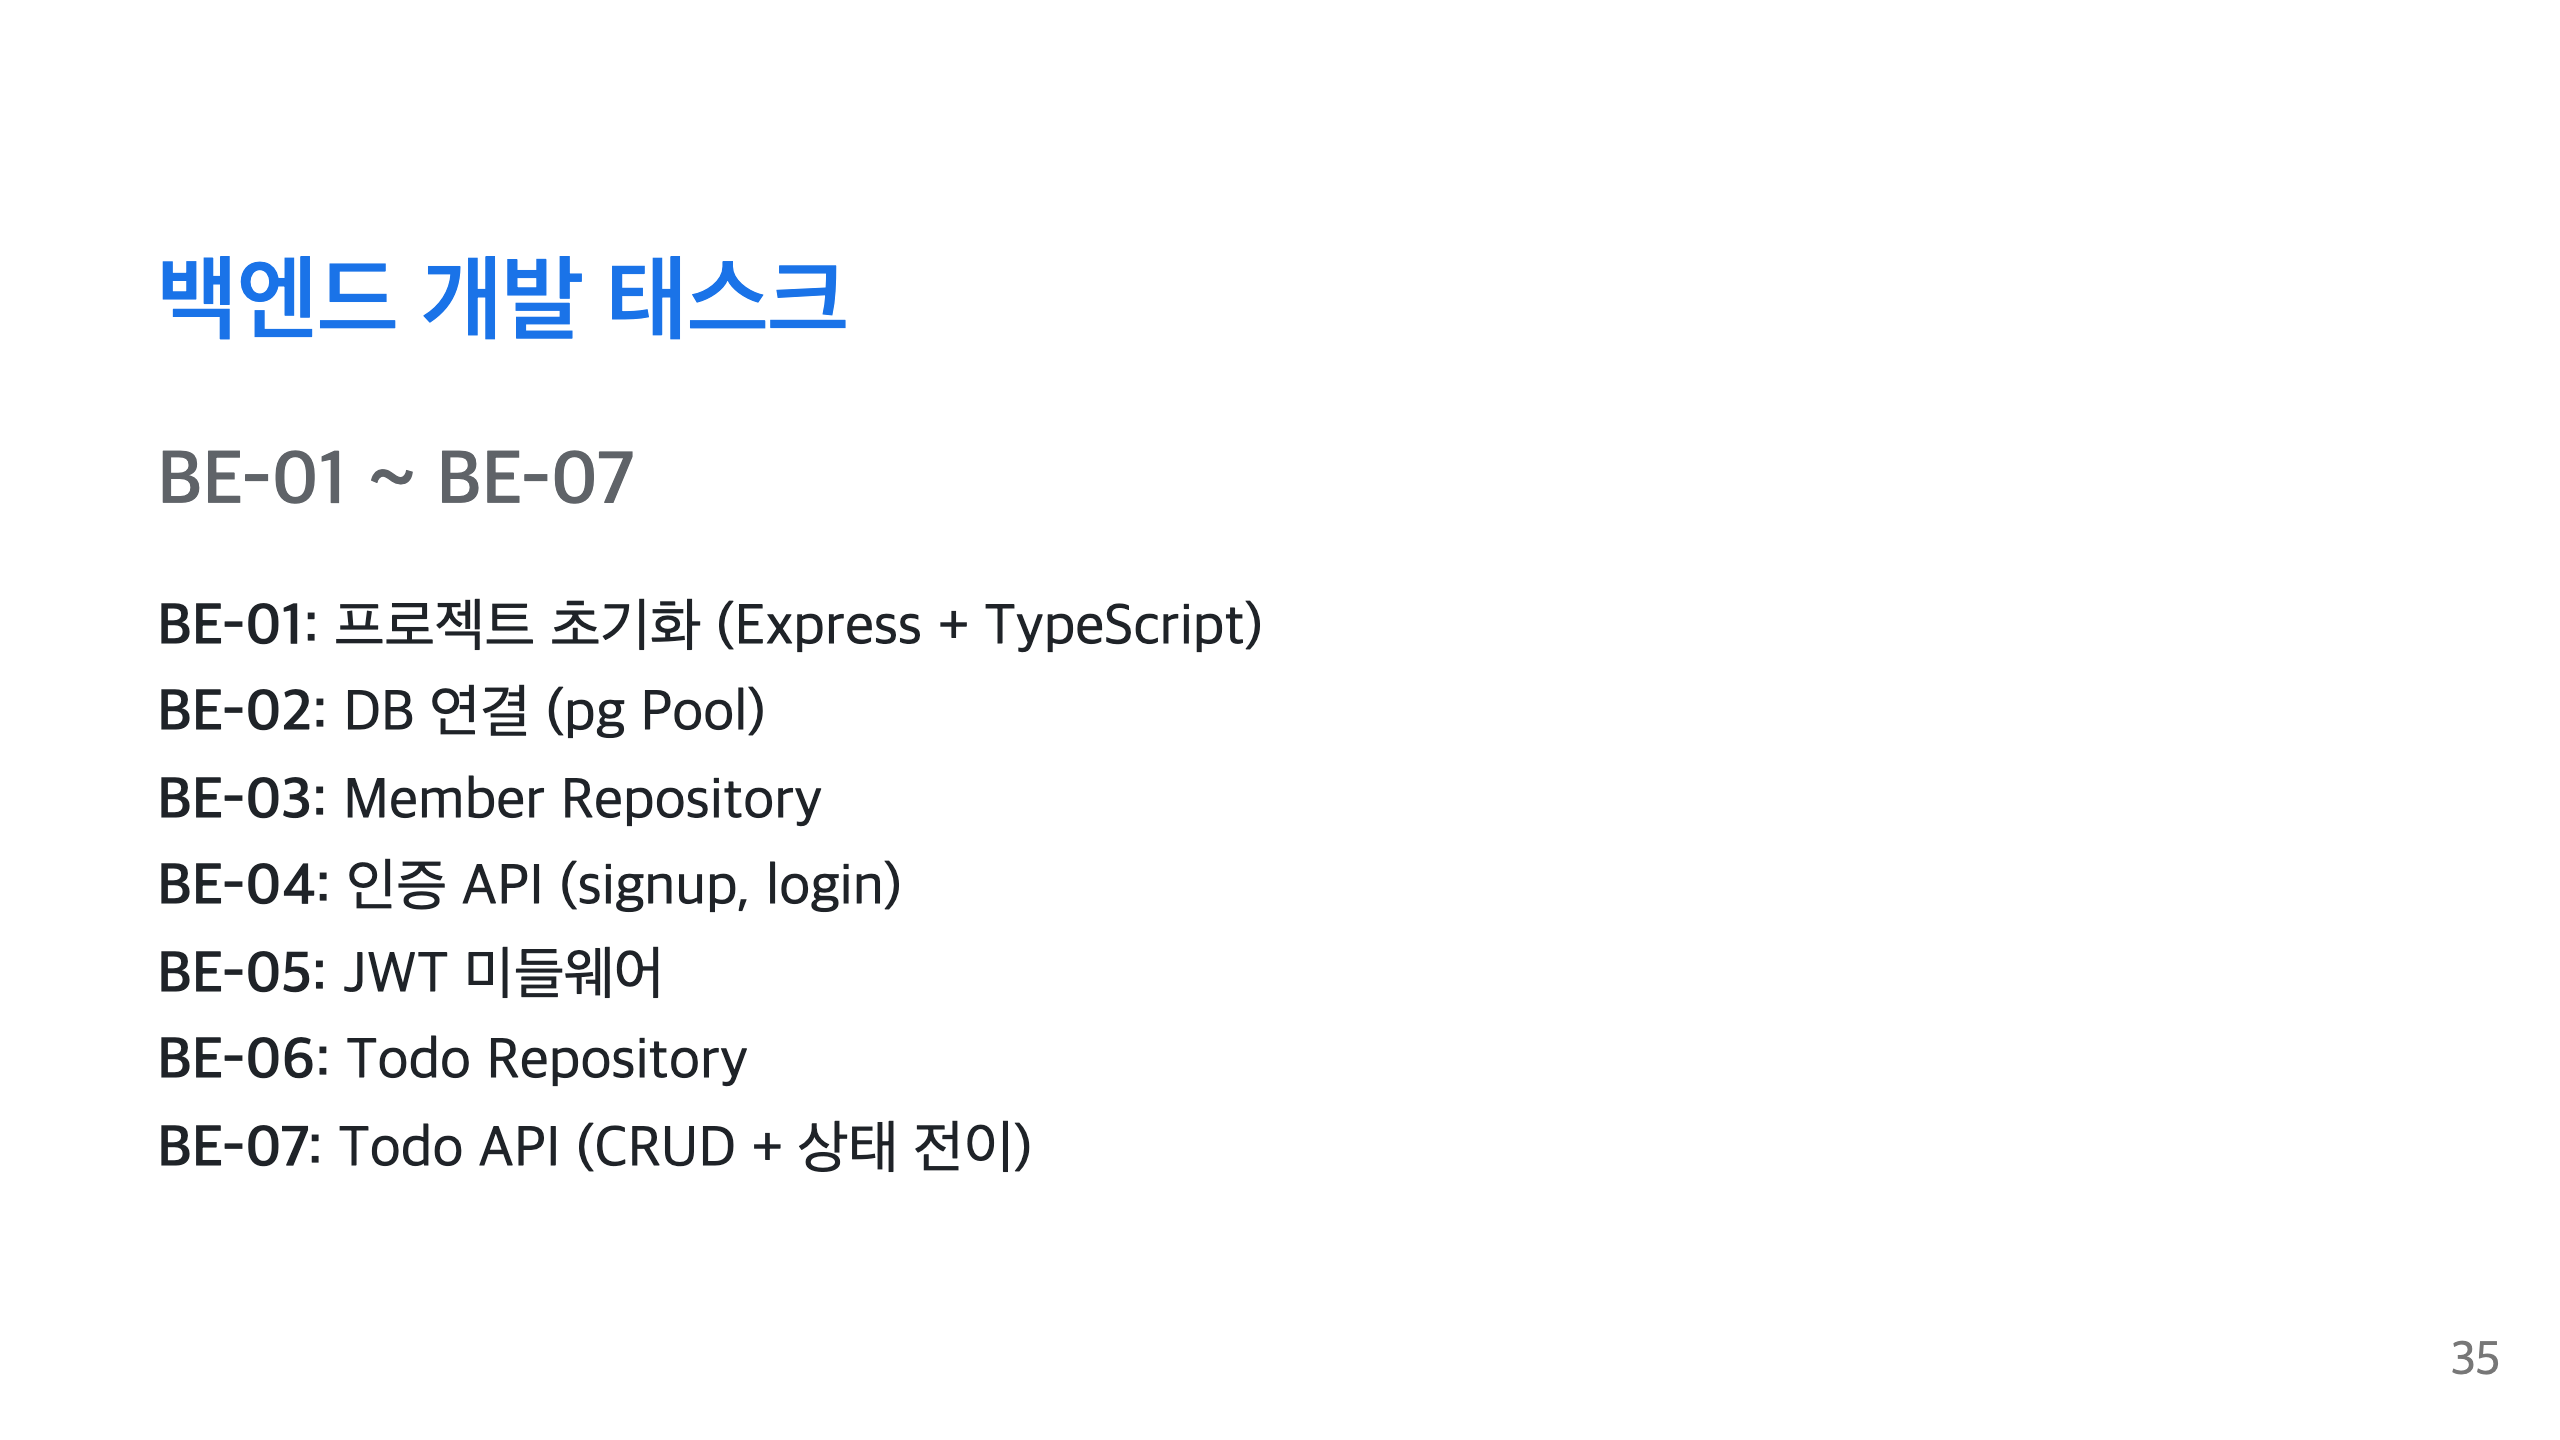 백엔드 개발 태스크
BE-01 ~ BE-07
BE-01: 프로젝트 초기화 (Express + TypeScript)
BE-02: DB 연결 (pg Pool)
BE-03: Member Repository
BE-04: 인증 API (signup, login)
BE-05: JWT 미들웨어
BE-06: Todo Repository
BE-07: Todo API (CRUD + 상태 전이)
35